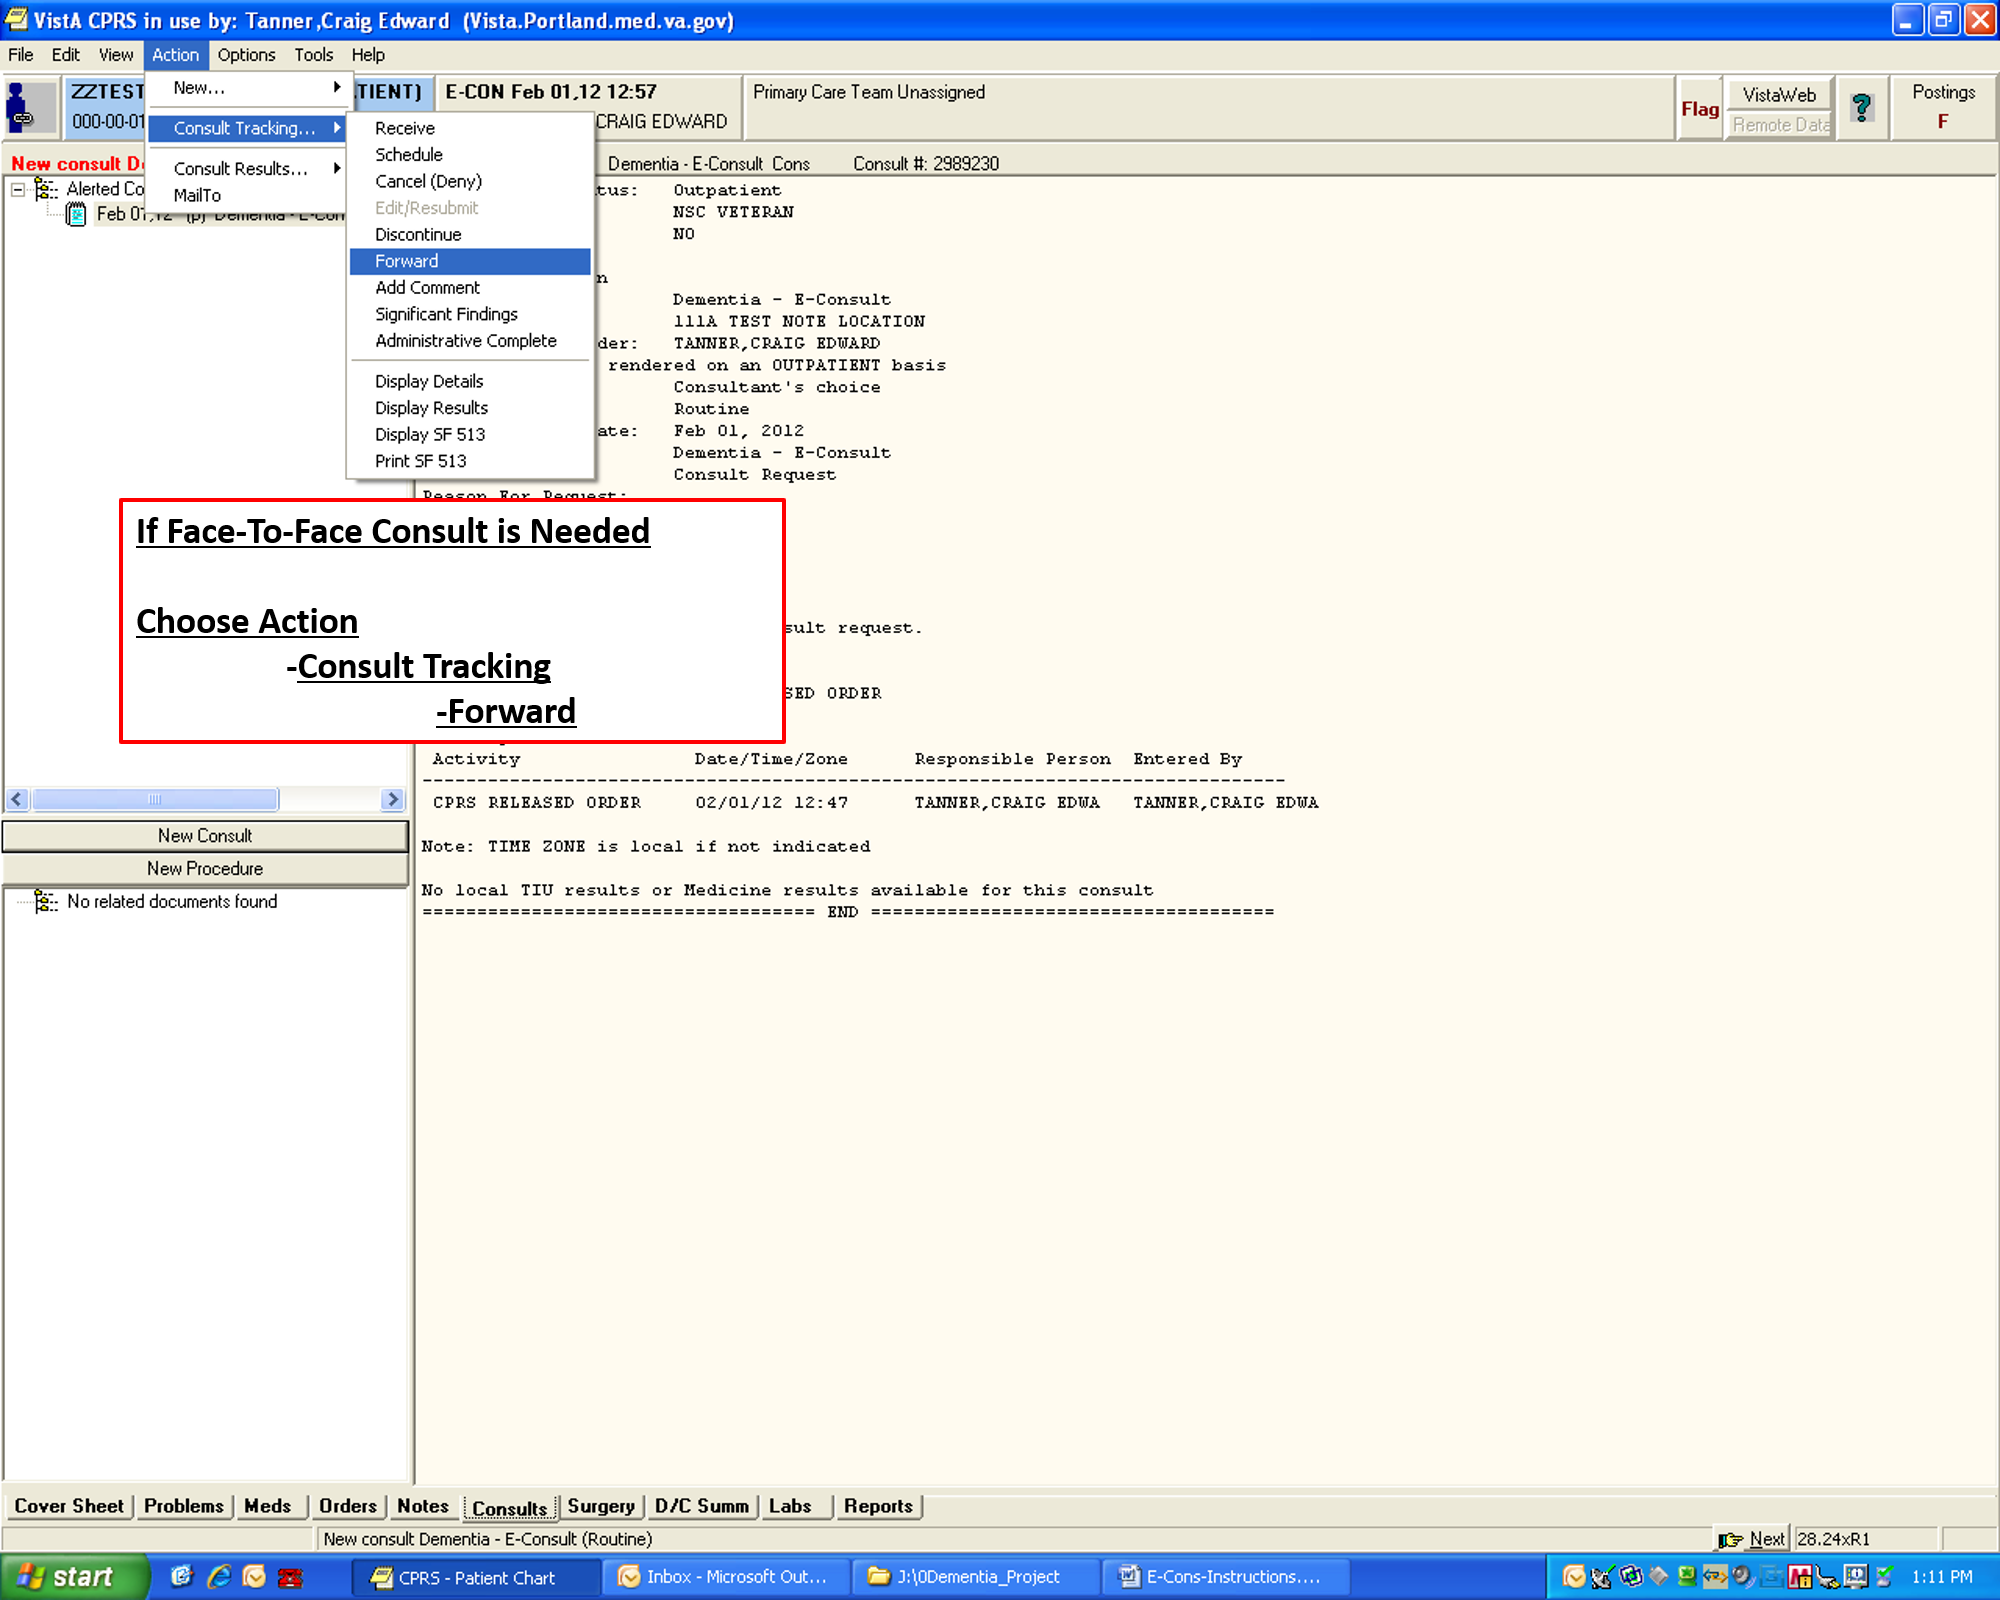 VistA CPRS in use by: Tanner,Craig Edward (Vista.Portland.med.va.gov)
File Edit View Action Options Tools Help
ZZTEST
000-00-01
TIENT)
E-CON Feb 01,12 12:57
CRAIG EDWARD
Primary Care Team Unassigned
Flag
VistaWeb
Remote Data
?
Postings
F
New...
Consult Tracking...
Consult Results...
MailTo
Receive
Schedule
Cancel (Deny)
Edit/Resubmit
Discontinue
Forward
Add Comment
Significant Findings
Administrative Complete
Display Details
Display Results
Display SF 513
Print SF 513
New consult D
Dementia - E-Consult Cons Consult #: 2989230
Alerted Co
Feb 01,12 (p) Dementia - E-Con
tus: Outpatient
NSC VETERAN
NO
n
Dementia - E-Consult
111A TEST NOTE LOCATION
der: TANNER,CRAIG EDWARD
rendered on an OUTPATIENT basis
Consultant's choice
Routine
ate: Feb 01, 2012
Dementia - E-Consult
Consult Request
Reason For Request:
If Face-To-Face Consult is Needed
Choose Action
-Consult Tracking
-Forward
sult request.
SED ORDER
Activity Date/Time/Zone Responsible Person Entered By
-------------------------------------------------------------------------------
CPRS RELEASED ORDER 02/01/12 12:47 TANNER,CRAIG EDWA TANNER,CRAIG EDWA
Note: TIME ZONE is local if not indicated
No local TIU results or Medicine results available for this consult
==================================== END =====================================
New Consult
New Procedure
No related documents found
Cover Sheet Problems Meds Orders Notes Consults Surgery D/C Summ Labs Reports
New consult Dementia - E-Consult (Routine)
Next
28.24xR1
start
CPRS - Patient Chart
Inbox - Microsoft Out...
J:\0Dementia_Project
E-Cons-Instructions....
1:11 PM